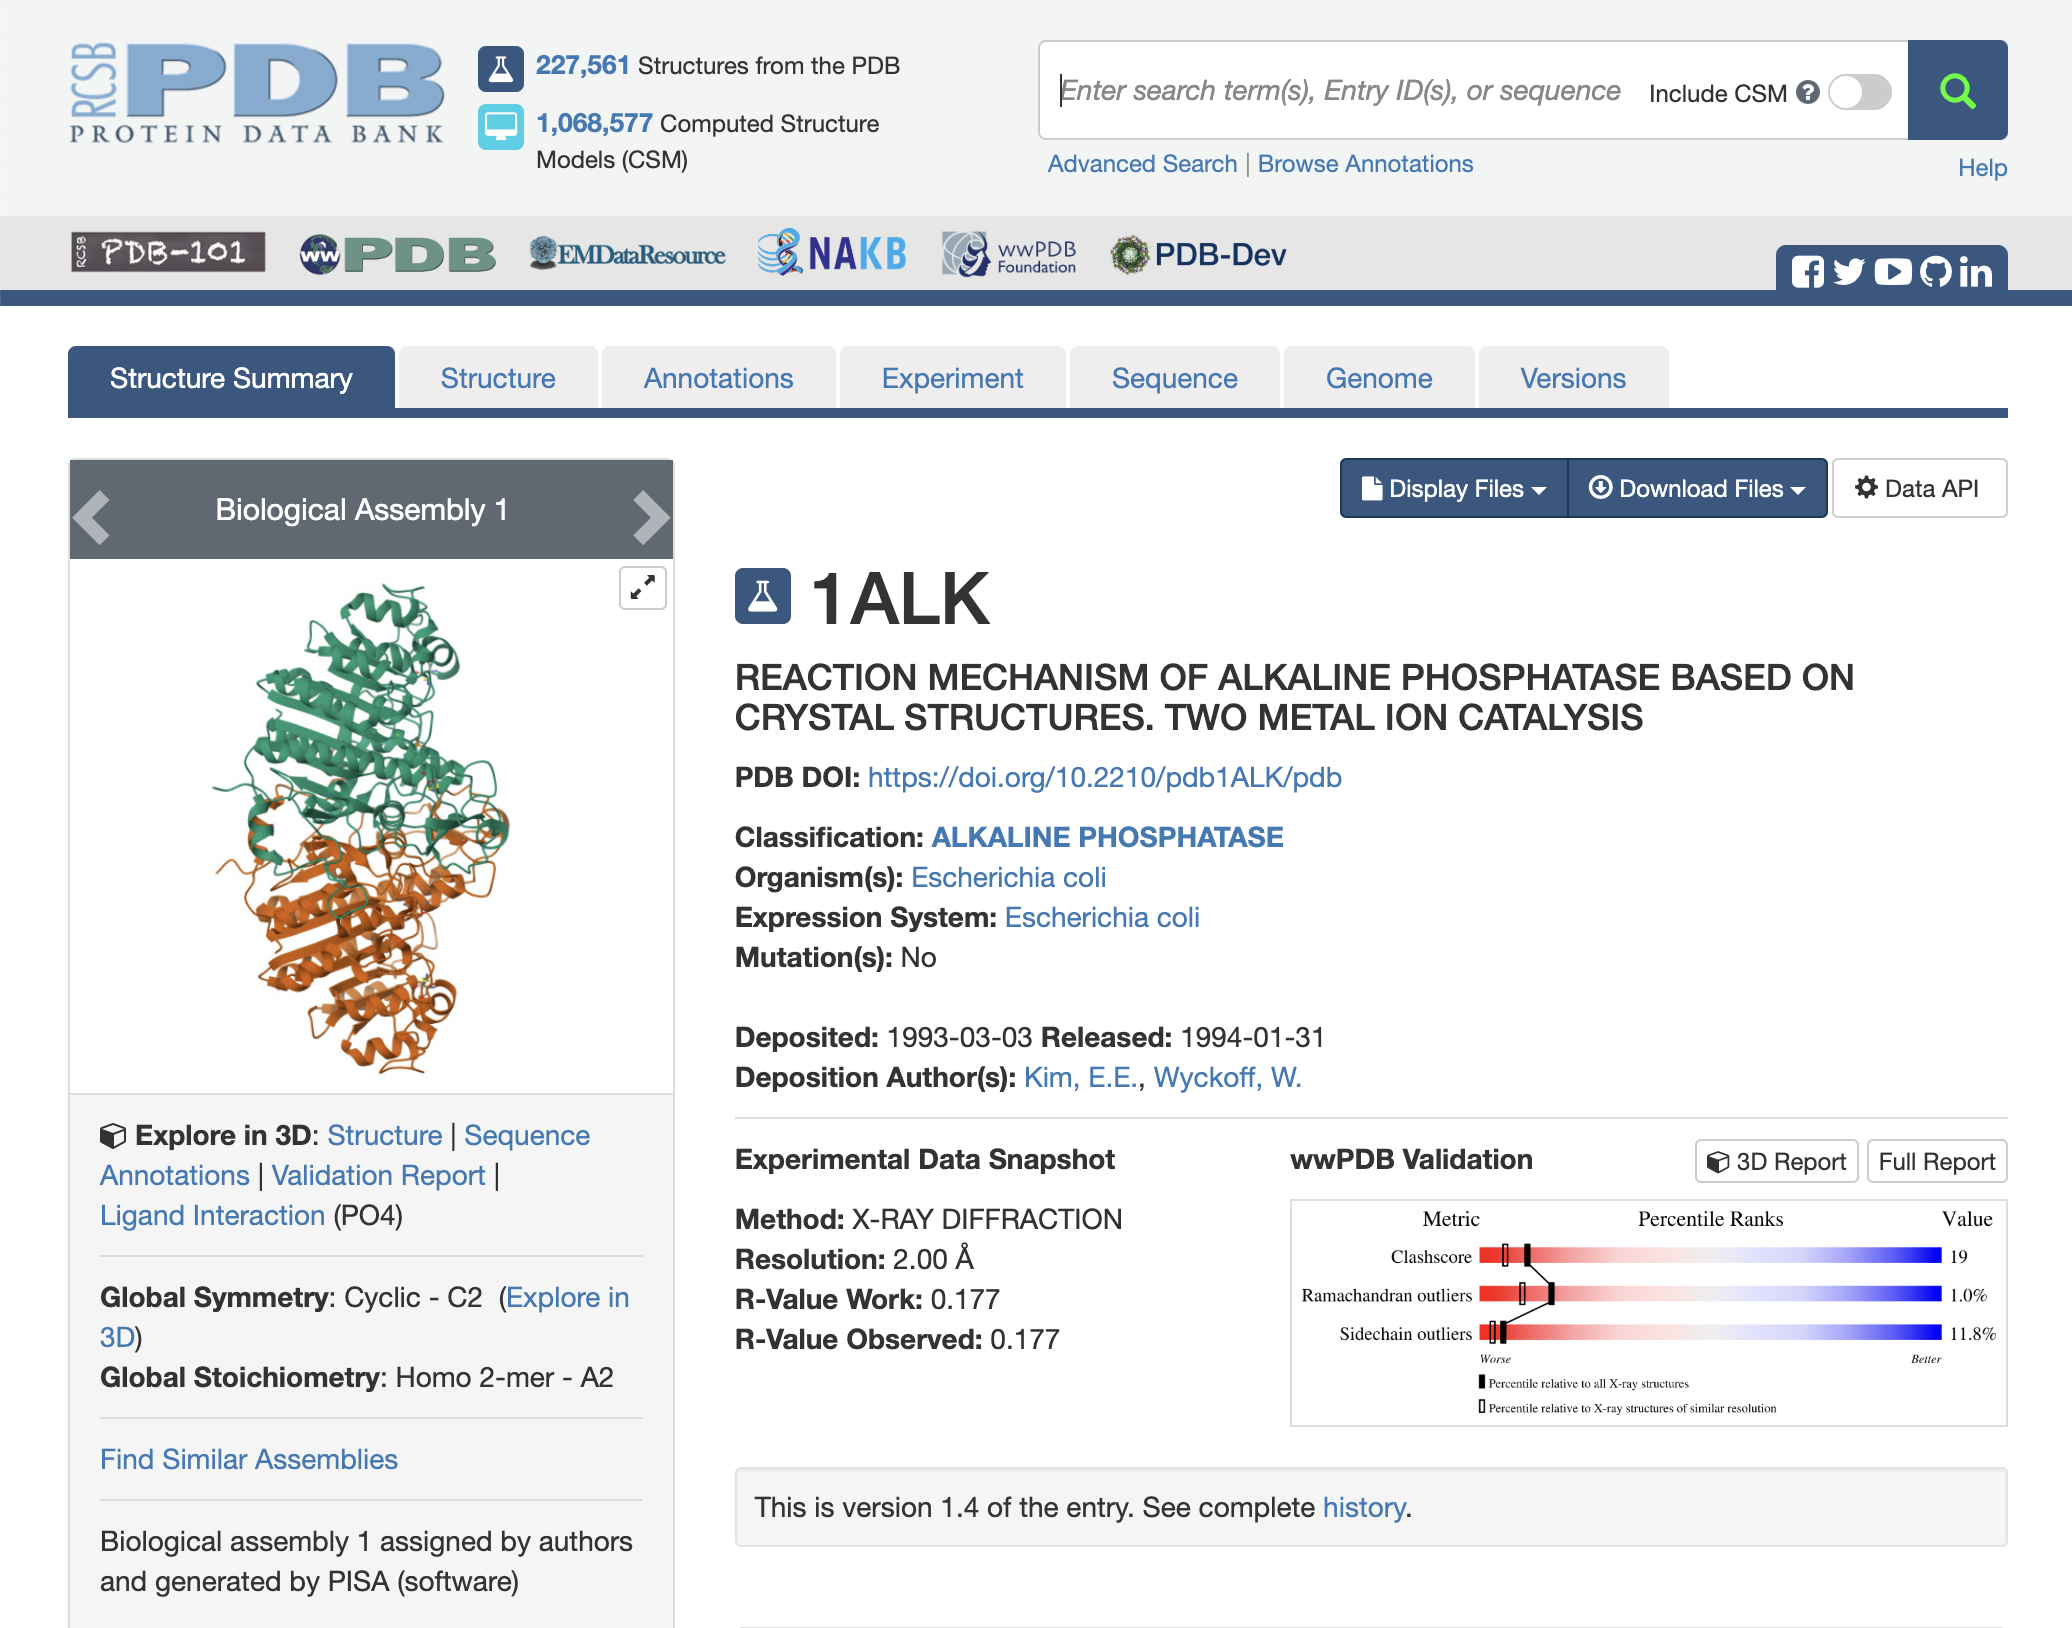 RCSB
PDB
PROTEIN DATA BANK
227,561 Structures from the PDB
1,068,577 Computed Structure
Models (CSM)
Enter search term(s), Entry ID(s), or sequence
Include CSM
Advanced Search | Browse Annotations
Help
RCSB PDB-101
wwPDB
EMDataResource
NAKB
wwPDB
Foundation
PDB-Dev
Structure Summary
Structure
Annotations
Experiment
Sequence
Genome
Versions
Biological Assembly 1
Display Files
Download Files
Data API
1ALK
REACTION MECHANISM OF ALKALINE PHOSPHATASE BASED ON
CRYSTAL STRUCTURES. TWO METAL ION CATALYSIS
PDB DOI: https://doi.org/10.2210/pdb1ALK/pdb
Classification: ALKALINE PHOSPHATASE
Organism(s): Escherichia coli
Expression System: Escherichia coli
Mutation(s): No
Deposited: 1993-03-03 Released: 1994-01-31
Deposition Author(s): Kim, E.E., Wyckoff, W.
Explore in 3D: Structure | Sequence
Annotations | Validation Report |
Ligand Interaction (PO4)
Global Symmetry: Cyclic - C2 (Explore in
3D)
Global Stoichiometry: Homo 2-mer - A2
Find Similar Assemblies
Biological assembly 1 assigned by authors
and generated by PISA (software)
Experimental Data Snapshot
Method: X-RAY DIFFRACTION
Resolution: 2.00 Å
R-Value Work: 0.177
R-Value Observed: 0.177
wwPDB Validation
3D Report
Full Report
Metric Percentile Ranks Value
Clashscore 19
Ramachandran outliers 1.0%
Sidechain outliers 11.8%
Worse Better
Percentile relative to all X-ray structures
Percentile relative to X-ray structures of similar resolution
This is version 1.4 of the entry. See complete history.